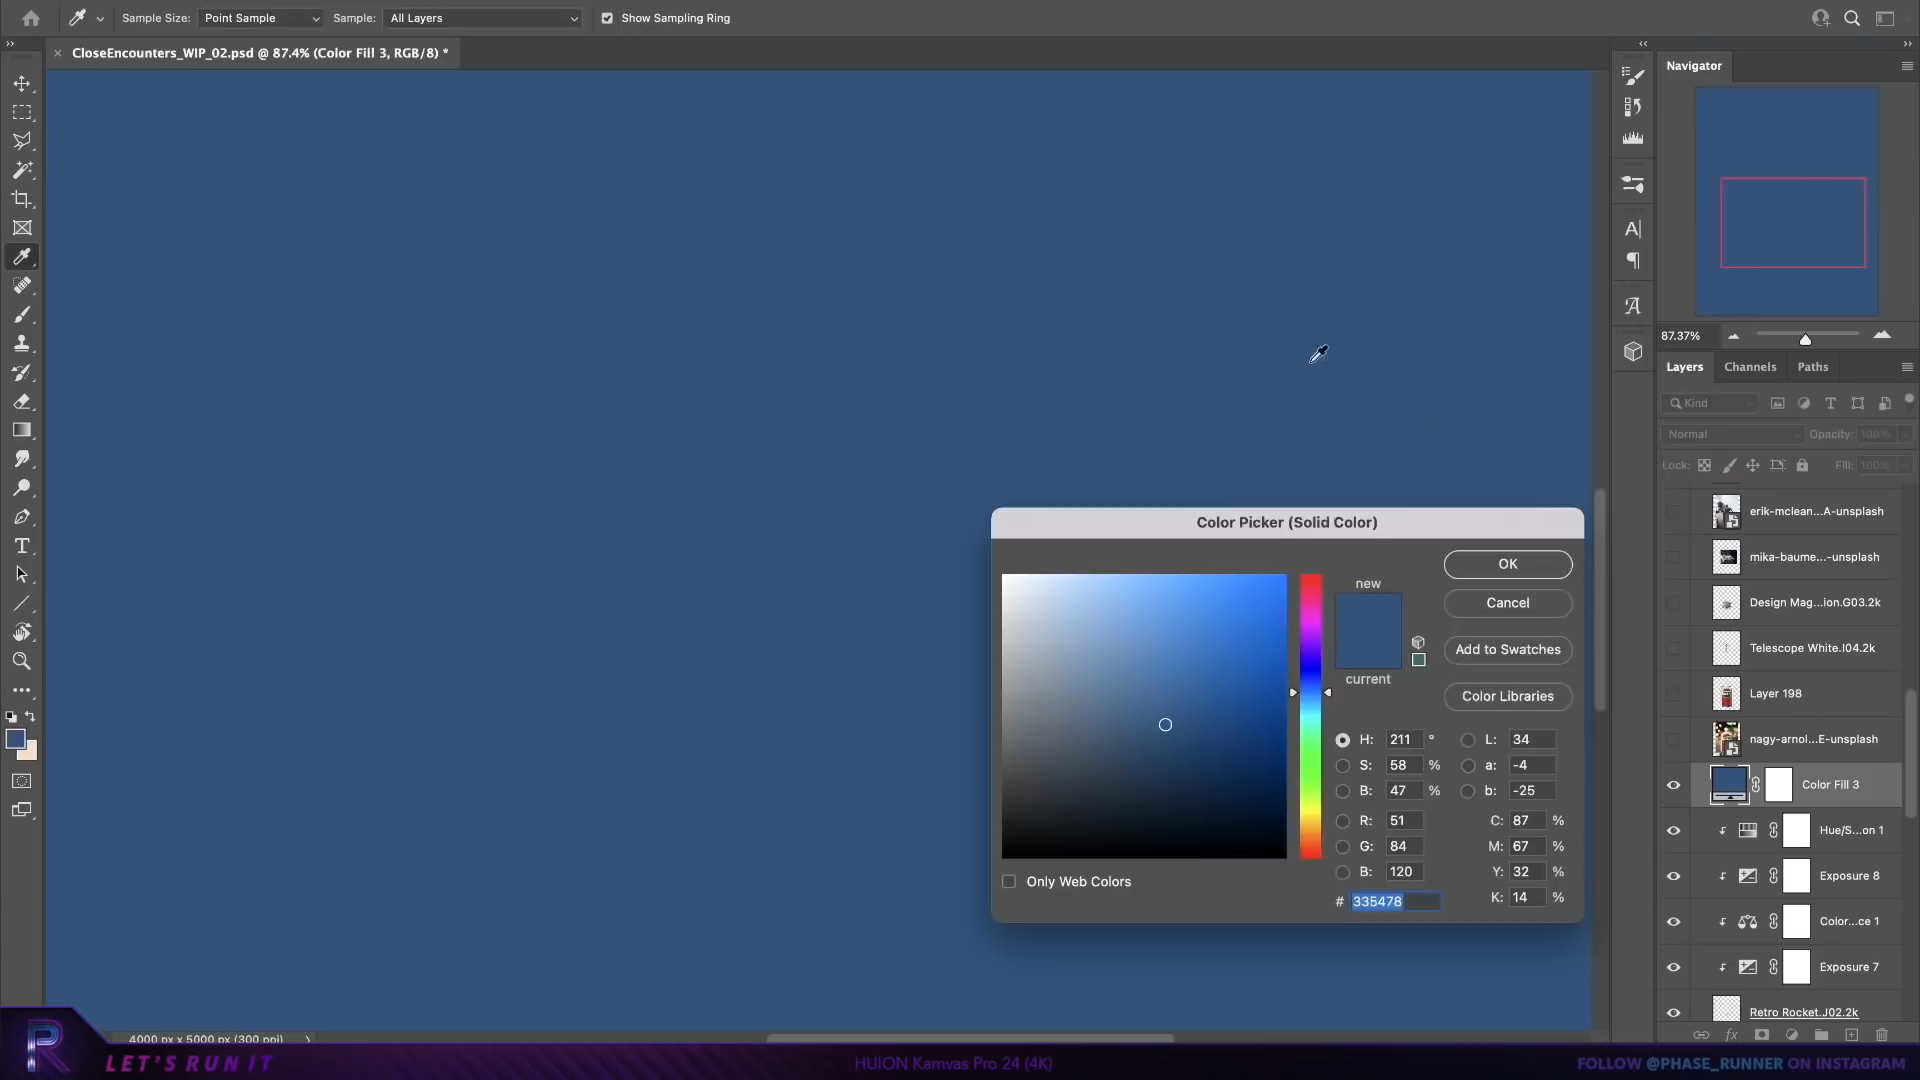 Sample Size: Point Sample Sample: All Layers Show Sampling Ring
CloseEncounters_WIP_02.psd @ 87.4% (Color Fill 3, RGB/8) *
Navigator
87.37%
Layers Channels Paths
Kind
Normal Opacity: 100%
Lock: Fill: 100%
erik-mclean...A-unsplash
mika-baume...-unsplash
Design Mag...ion.G03.2k
Telescope White.I04.2k
Layer 198
nagy-arnol...E-unsplash
Color Fill 3
Hue/S...on 1
Exposure 8
Color...ce 1
Exposure 7
Retro Rocket.J02.2k
Color Picker (Solid Color)
new
current
OK
Cancel
Add to Swatches
Color Libraries
H: 211 ° L: 34
S: 58 % a: -4
B: 47 % b: -25
R: 51 C: 87 %
G: 84 M: 67 %
B: 120 Y: 32 %
# 335478 K: 14 %
Only Web Colors
4000 px x 5000 px (300 ppi)
LET'S RUN IT
HUION Kamvas Pro 24 (4K)
FOLLOW @PHASE_RUNNER ON INSTAGRAM